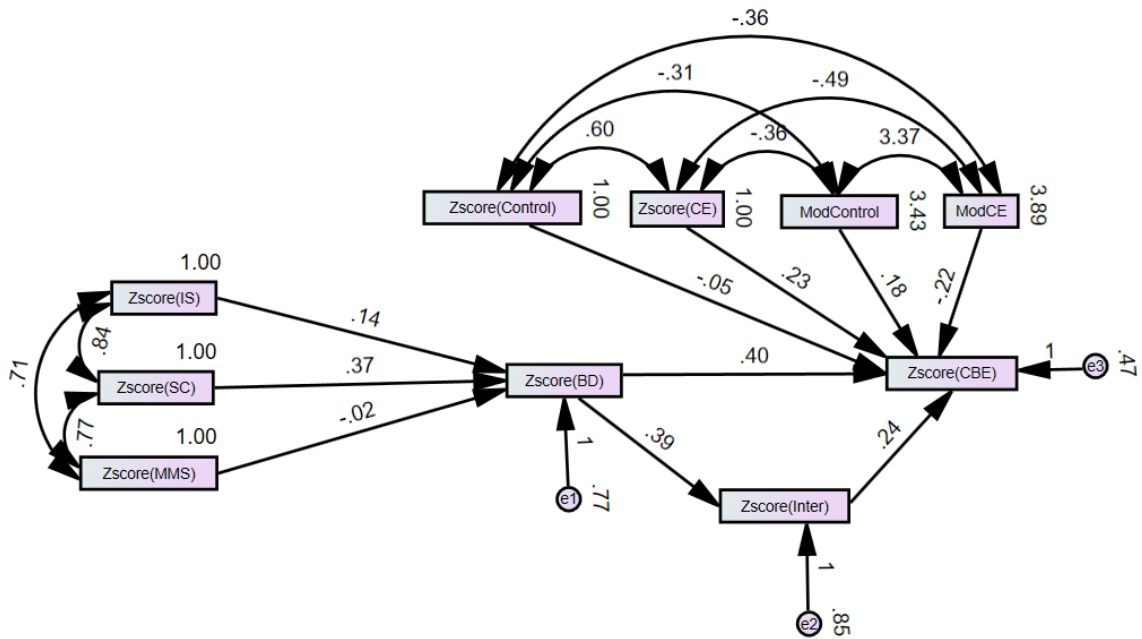 -.36
-.31
-.49
.60
-.36
3.37
Zscore(Control)
1.00
Zscore(CE)
1.00
ModControl
3.43
ModCE
3.89
1.00
Zscore(IS)
-.05
.23
.18
-.22
.14
.71
.84
1.00
Zscore(SC)
.37
Zscore(BD)
.40
Zscore(CBE)
1
e3
.47
-.02
.77
1.00
Zscore(MMS)
1
e1
.77
.39
.24
Zscore(Inter)
1
e2
.85